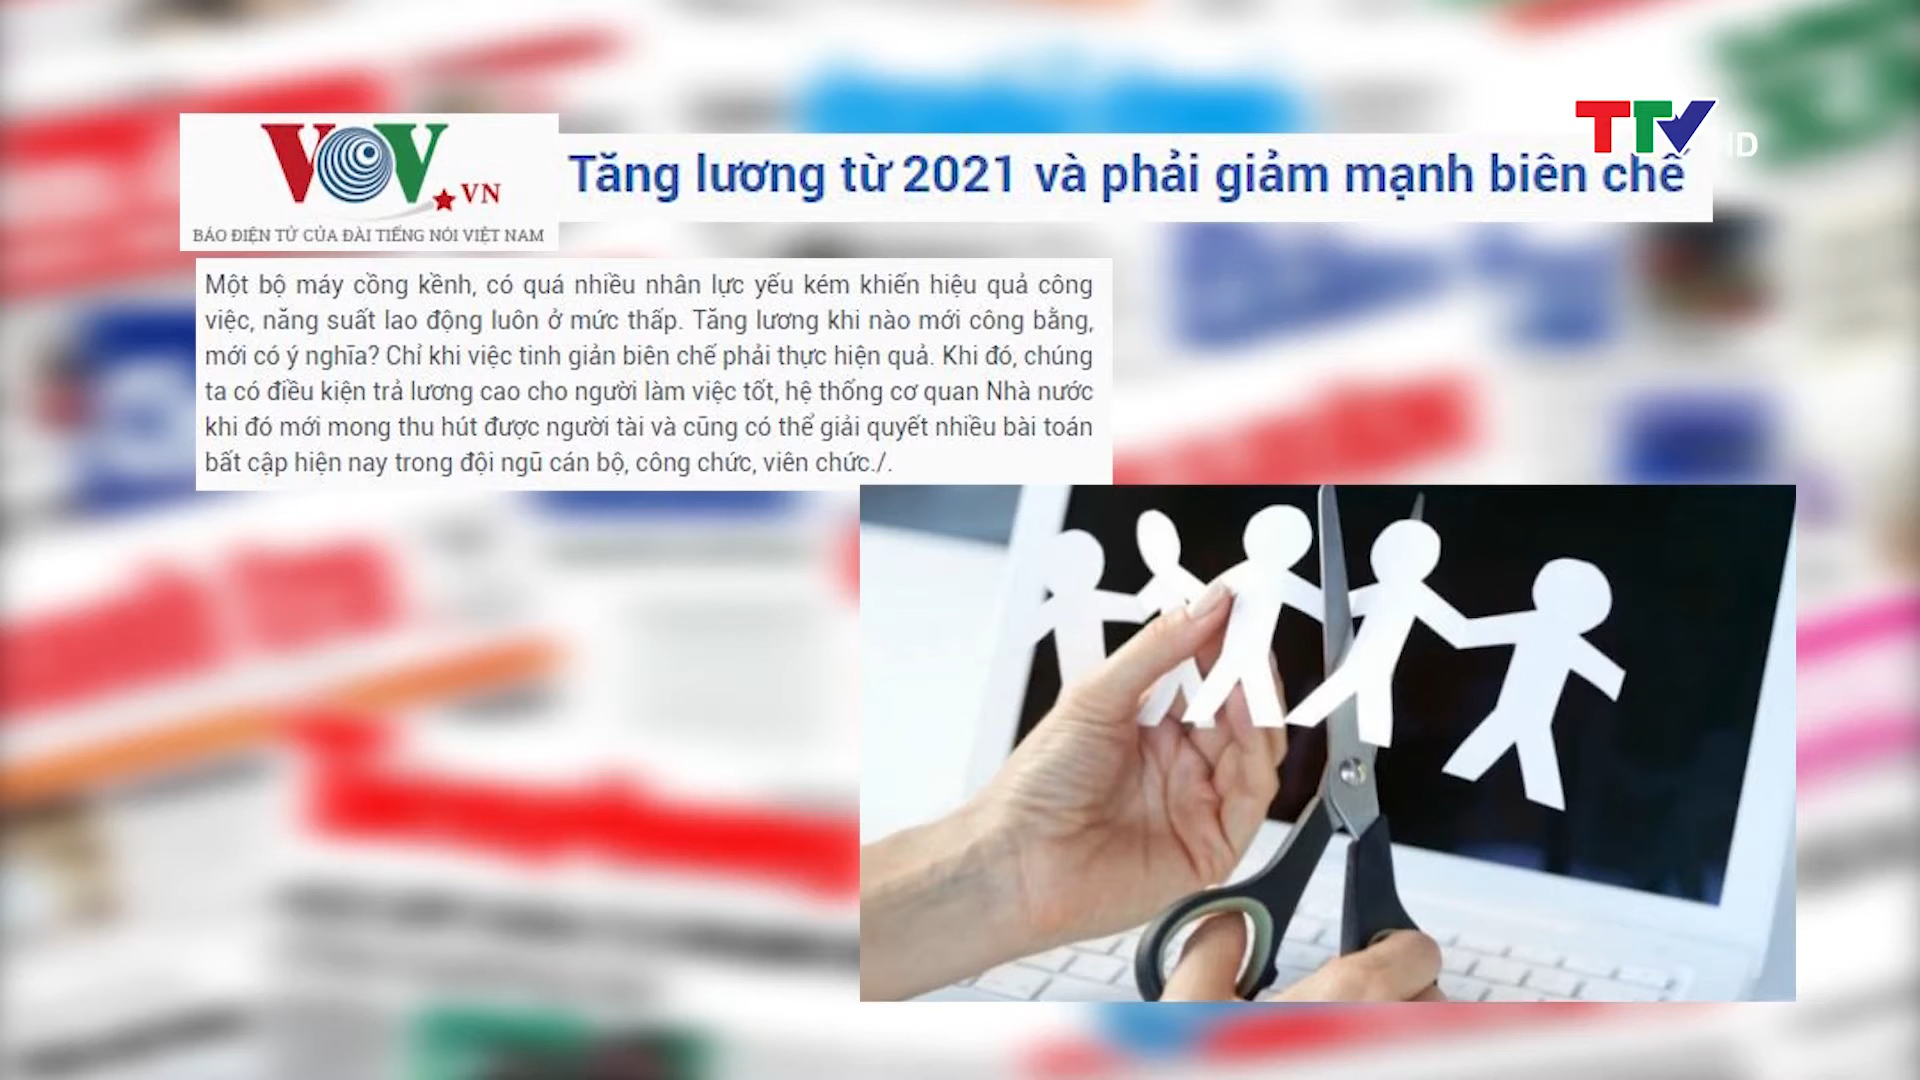 TTV HD
VOV.VN
BÁO ĐIỆN TỬ CỦA ĐÀI TIẾNG NÓI VIỆT NAM
Tăng lương từ 2021 và phải giảm mạnh biên chế
Một bộ máy cồng kềnh, có quá nhiều nhân lực yếu kém khiến hiệu quả công
việc, năng suất lao động luôn ở mức thấp. Tăng lương khi nào mới công bằng,
mới có ý nghĩa? Chỉ khi việc tinh giản biên chế phải thực hiện quả. Khi đó, chúng
ta có điều kiện trả lương cao cho người làm việc tốt, hệ thống cơ quan Nhà nước
khi đó mới mong thu hút được người tài và cũng có thể giải quyết nhiều bài toán
bất cập hiện nay trong đội ngũ cán bộ, công chức, viên chức./.